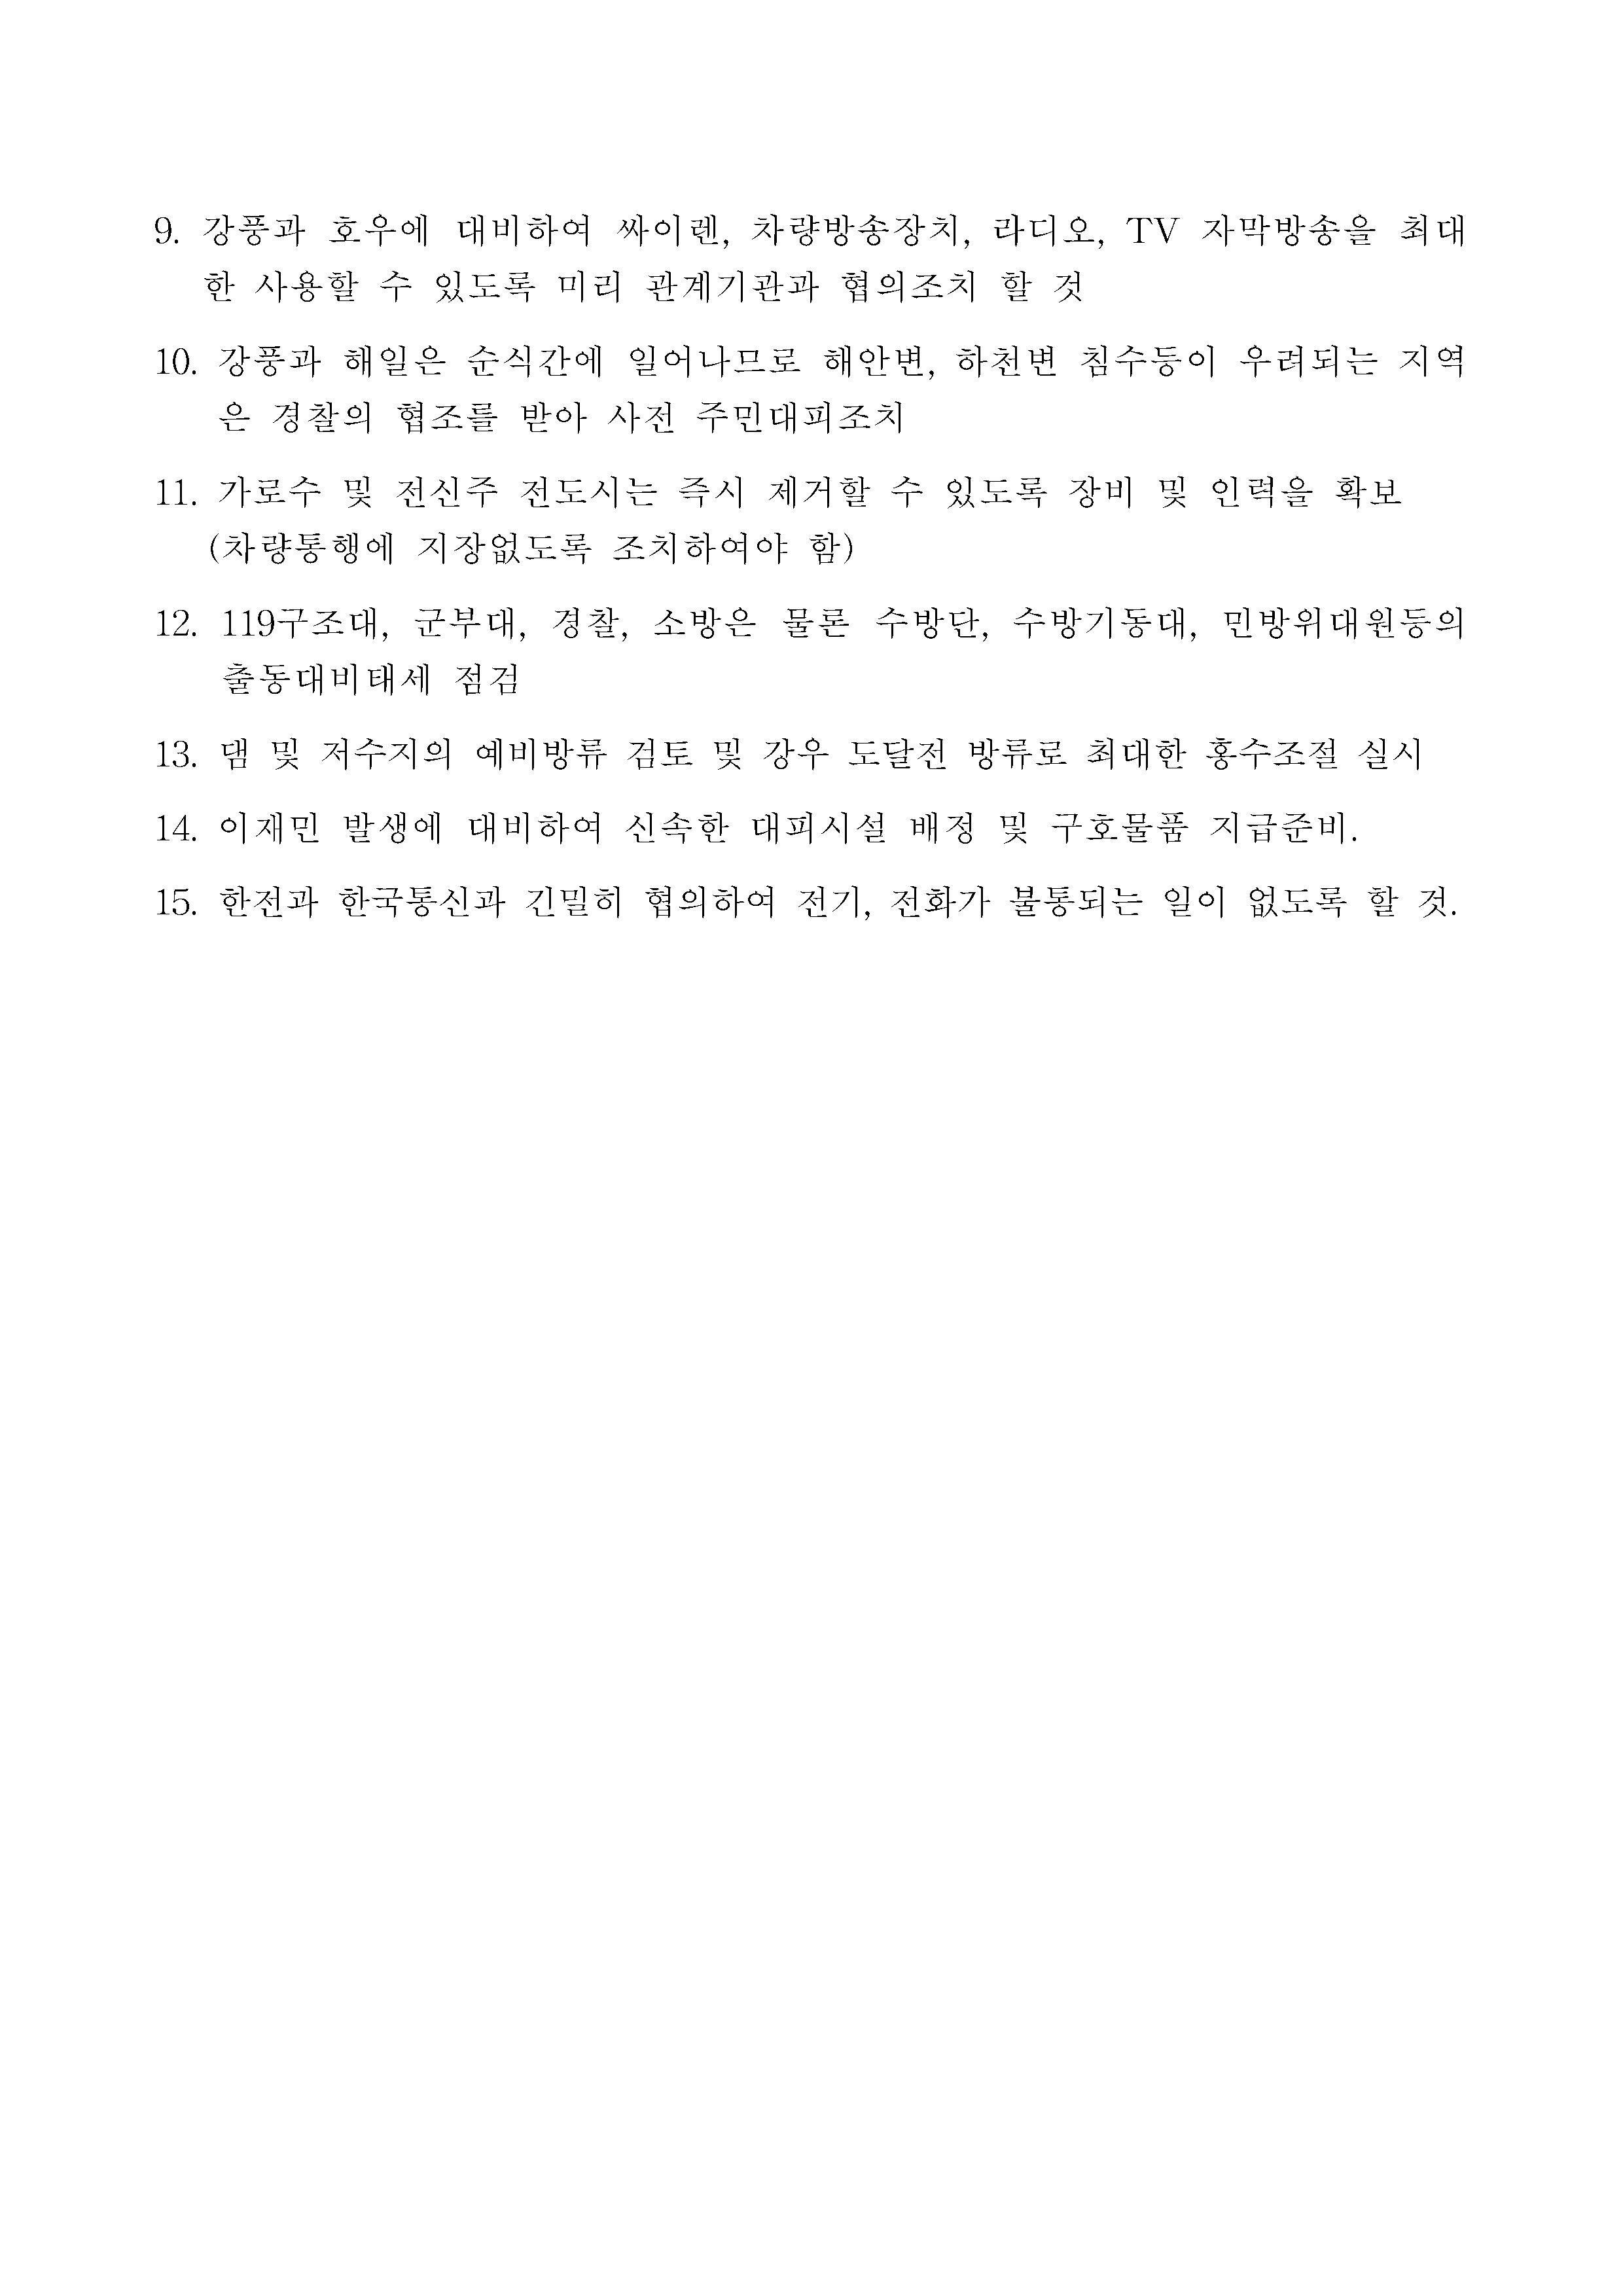 9. 강풍과 호우에 대비하여 싸이렌, 차량방송장치, 라디오, TV 자막방송을 최대
한 사용할 수 있도록 미리 관계기관과 협의조치 할 것
10. 강풍과 해일은 순식간에 일어나므로 해안변, 하천변 침수등이 우려되는 지역
은 경찰의 협조를 받아 사전 주민대피조치
11. 가로수 및 전신주 전도시는 즉시 제거할 수 있도록 장비 및 인력을 확보
(차량통행에 지장없도록 조치하여야 함)
12. 119구조대, 군부대, 경찰, 소방은 물론 수방단, 수방기동대, 민방위대원등의
출동대비태세 점검
13. 댐 및 저수지의 예비방류 검토 및 강우 도달전 방류로 최대한 홍수조절 실시
14. 이재민 발생에 대비하여 신속한 대피시설 배정 및 구호물품 지급준비.
15. 한전과 한국통신과 긴밀히 협의하여 전기, 전화가 불통되는 일이 없도록 할 것.